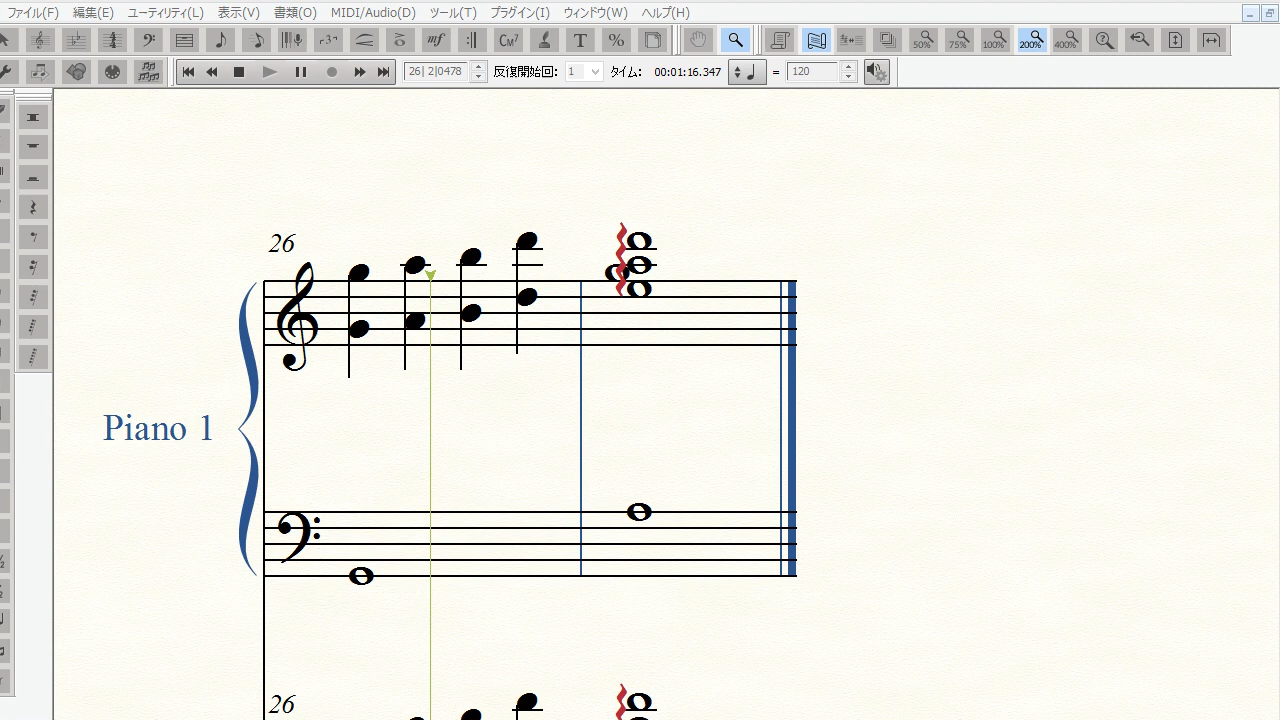 ファイル(F) 編集(E) ユーティリティ(L) 表示(V) 書類(O) MIDI/Audio(D) ツール(T) プラグイン(I) ウィンドウ(W) ヘルプ(H)
mf CM7 T % 50% 75% 100% 200% 400%
26| 2|0478 反復開始回: 1 タイム: 00:01:16.347 = 120
26
Piano 1
26